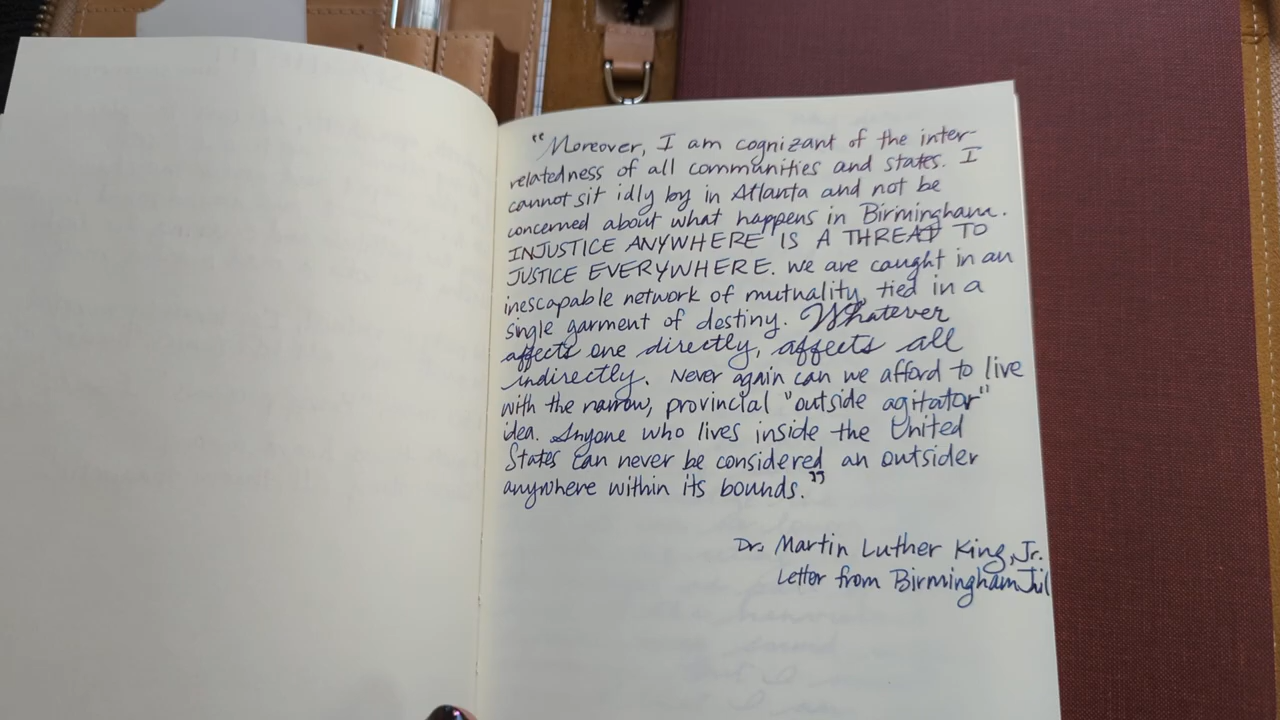 "Moreover, I am cognizant of the inter-
relatedness of all communities and states. I
cannot sit idly by in Atlanta and not be
concerned about what happens in Birmingham.
INJUSTICE ANYWHERE IS A THREAT TO
JUSTICE EVERYWHERE. We are caught in an
inescapable network of mutuality, tied in a
single garment of destiny. Whatever
affects one directly, affects all
indirectly. Never again can we afford to live
with the narrow, provincial "outside agitator"
idea. Anyone who lives inside the United
States can never be considered an outsider
anywhere within its bounds."
Dr. Martin Luther King, Jr.
Letter from Birmingham Jail